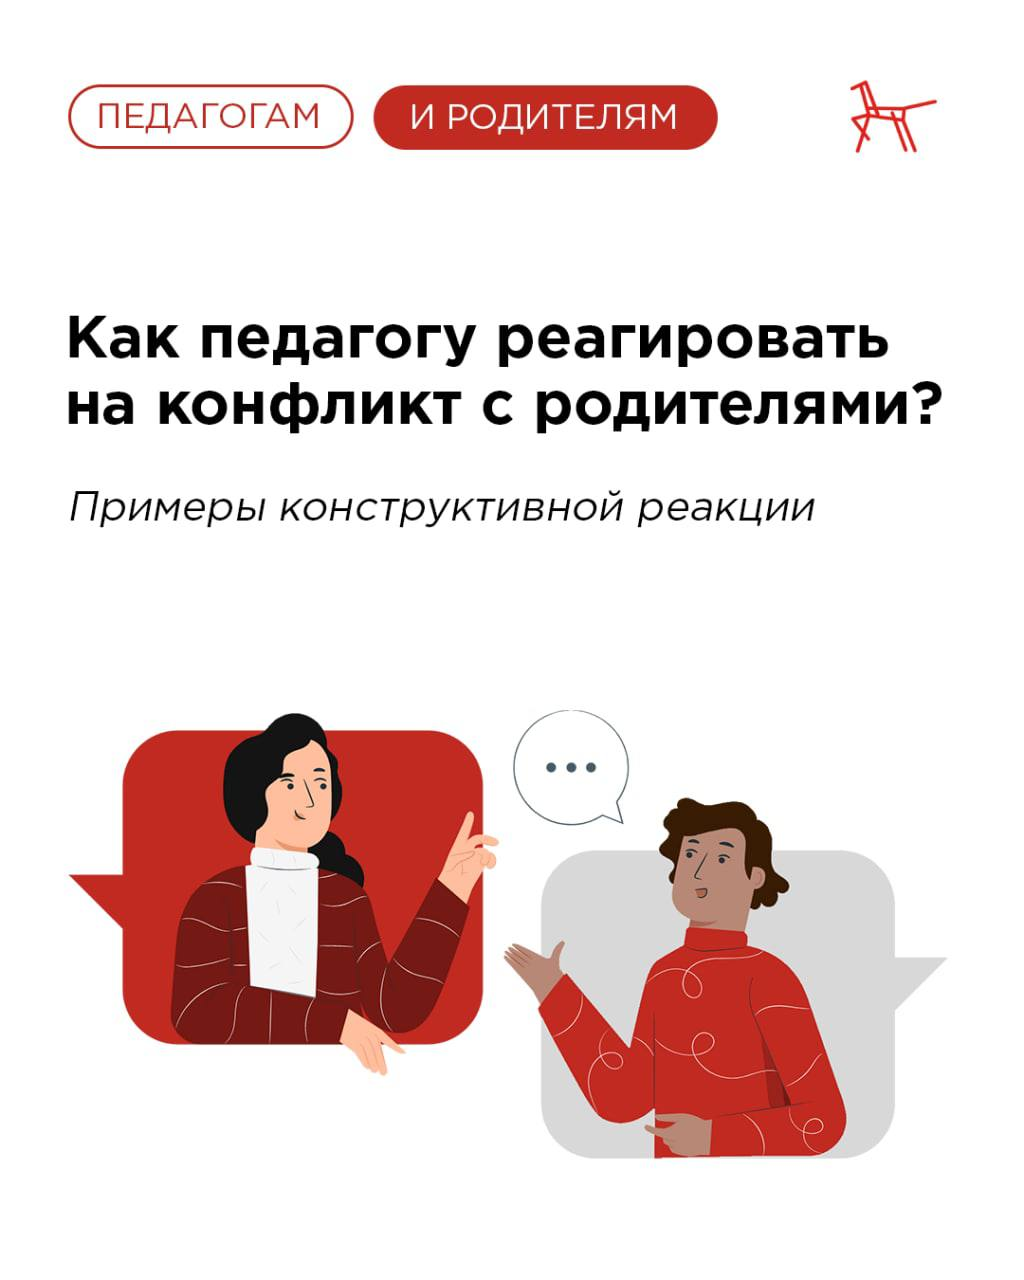 ПЕДАГОГАМ
И РОДИТЕЛЯМ
Как педагогу реагировать
на конфликт с родителями?
Примеры конструктивной реакции